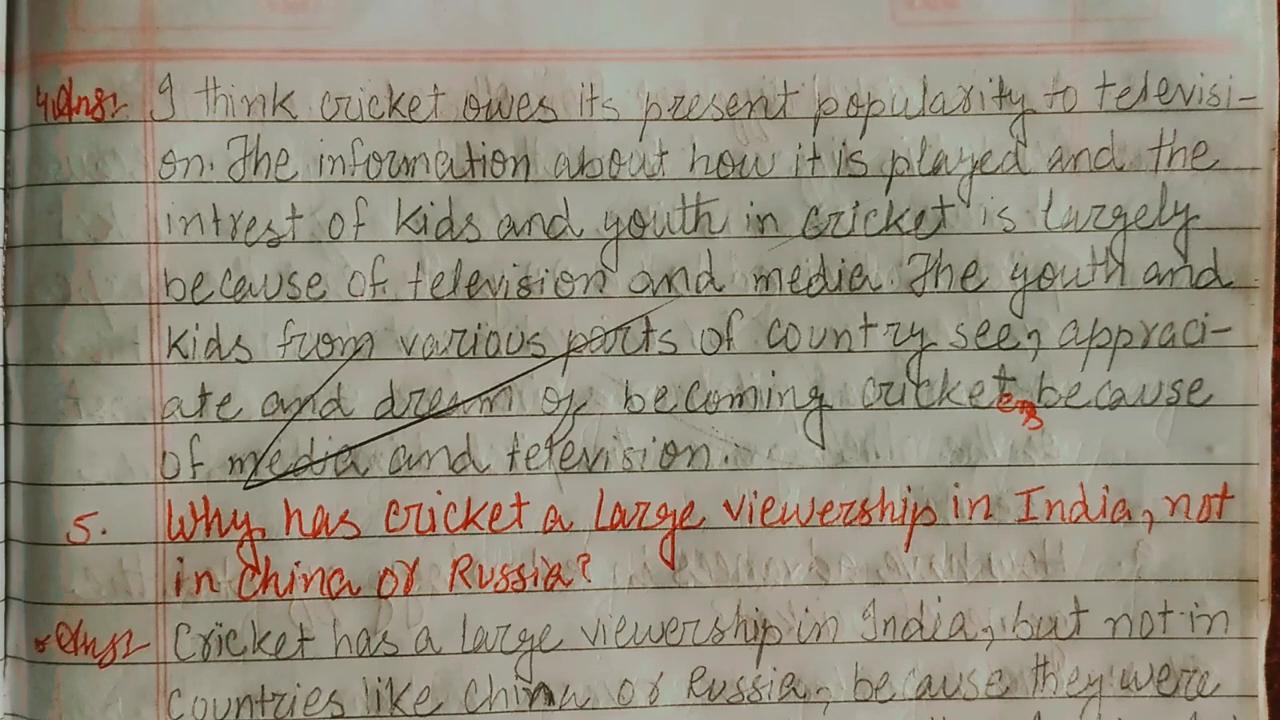 4. Ans:- I think cricket owes its present popularity to televisi-
on. The information about how it is played and the
intrest of kids and youth in cricket is largely
because of television and media. The youth and
kids from various parts of country seen, appraci-
ate and dream of becoming cricketers because
of media and television.
5. Why has cricket a large viewership in India, not
in China or Russia?
Ans:- Cricket has a large viewership in India, but not in
countries like China or Russia, because they were